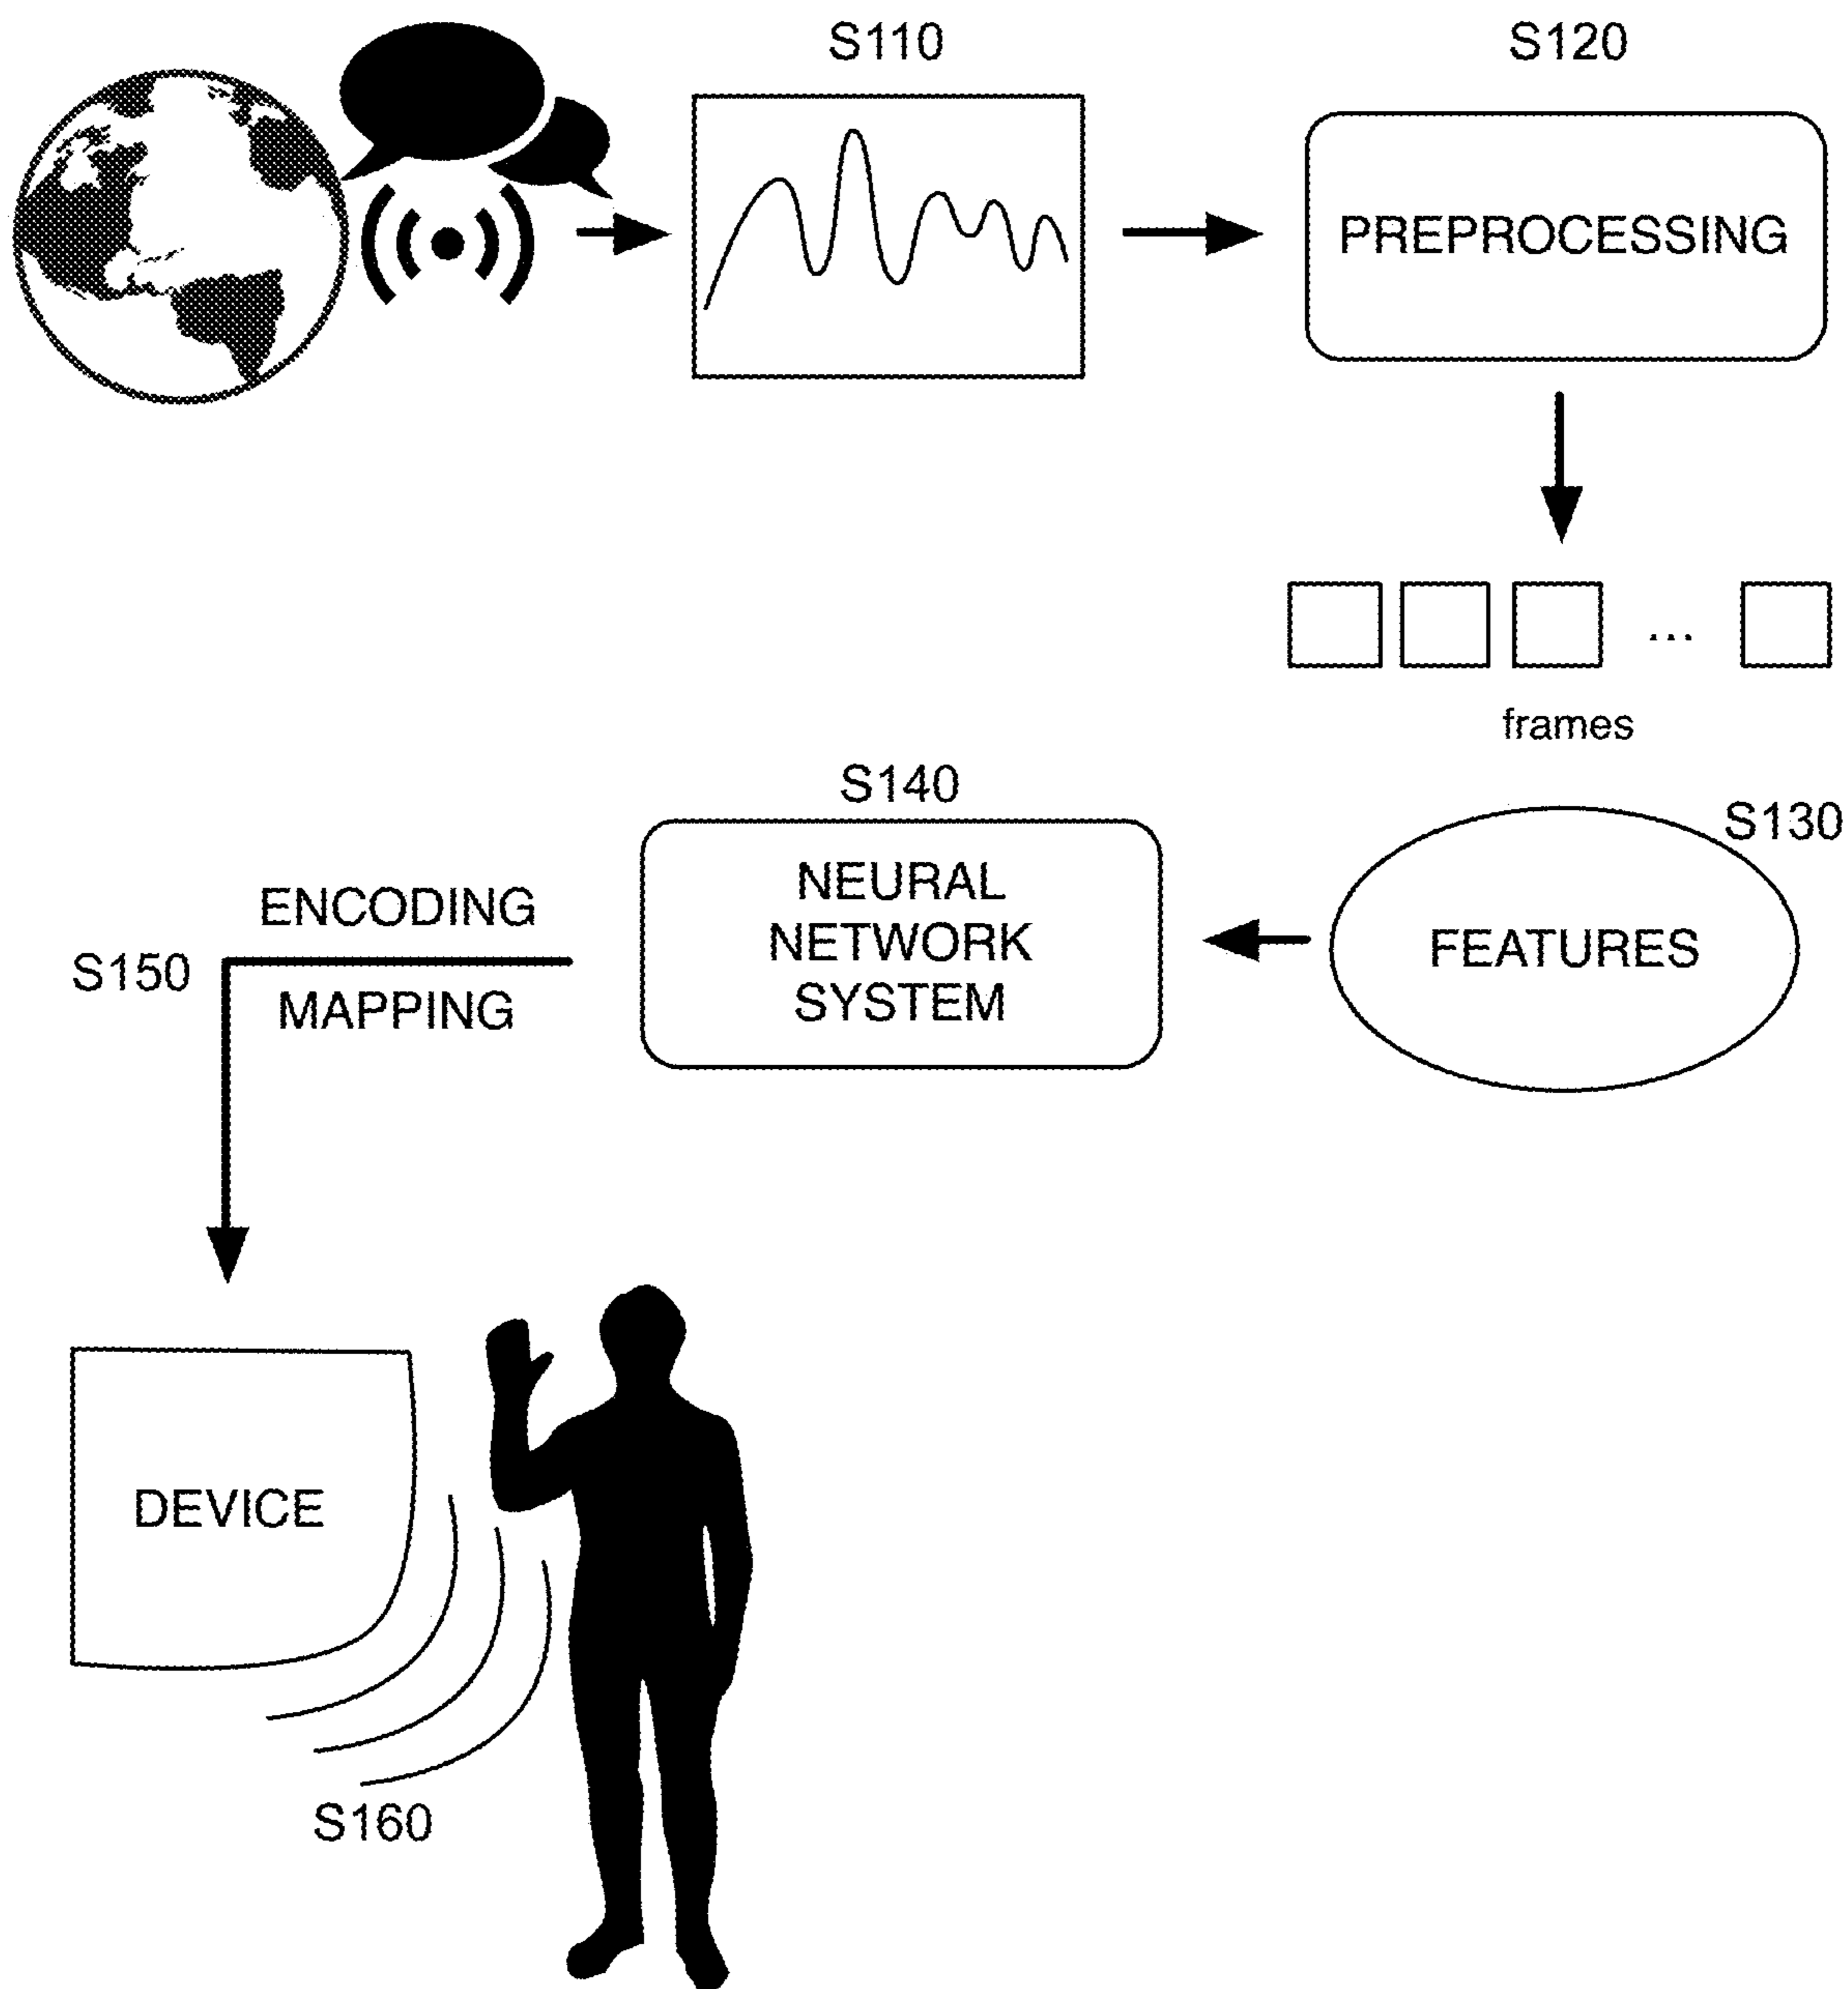 S110
S120
PREPROCESSING
...
frames
S130
FEATURES
S140
NEURAL
NETWORK
SYSTEM
ENCODING
S150
MAPPING
DEVICE
S160